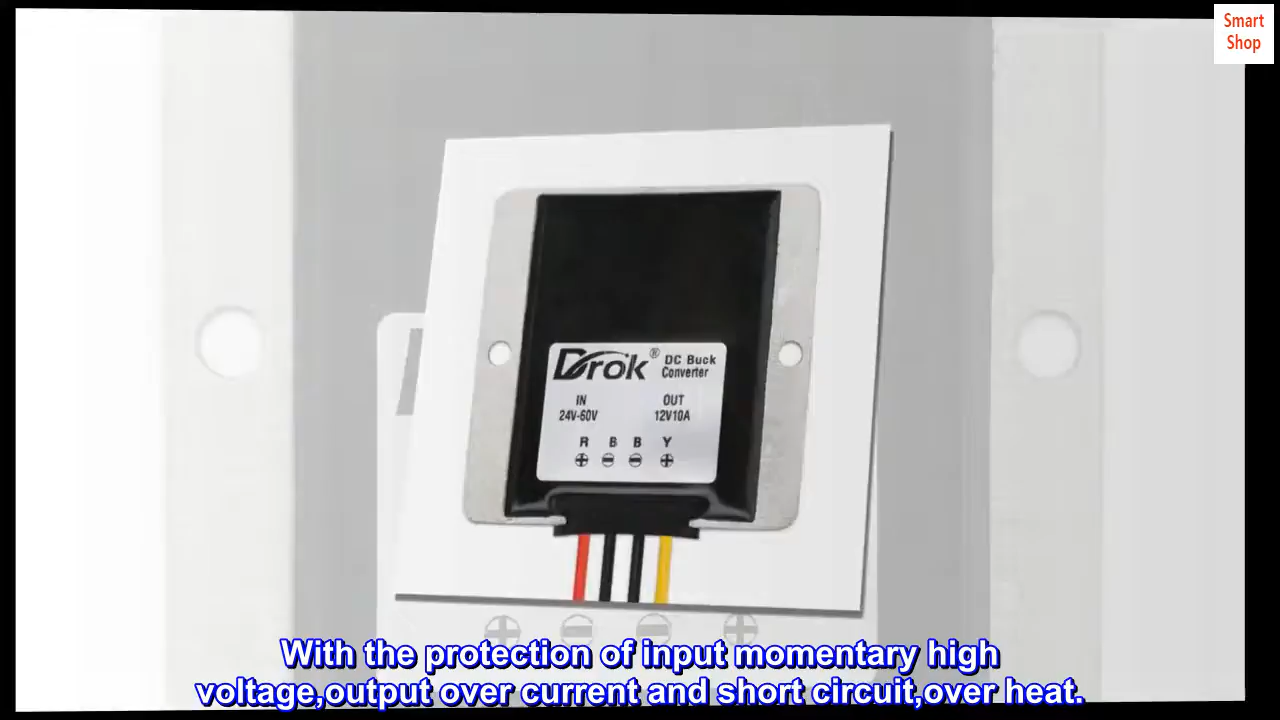 Smart
Shop
Drok® DC Buck
Converter
IN OUT
24V-60V 12V10A
R B B Y
With the protection of input momentary high
voltage,output over current and short circuit,over heat.